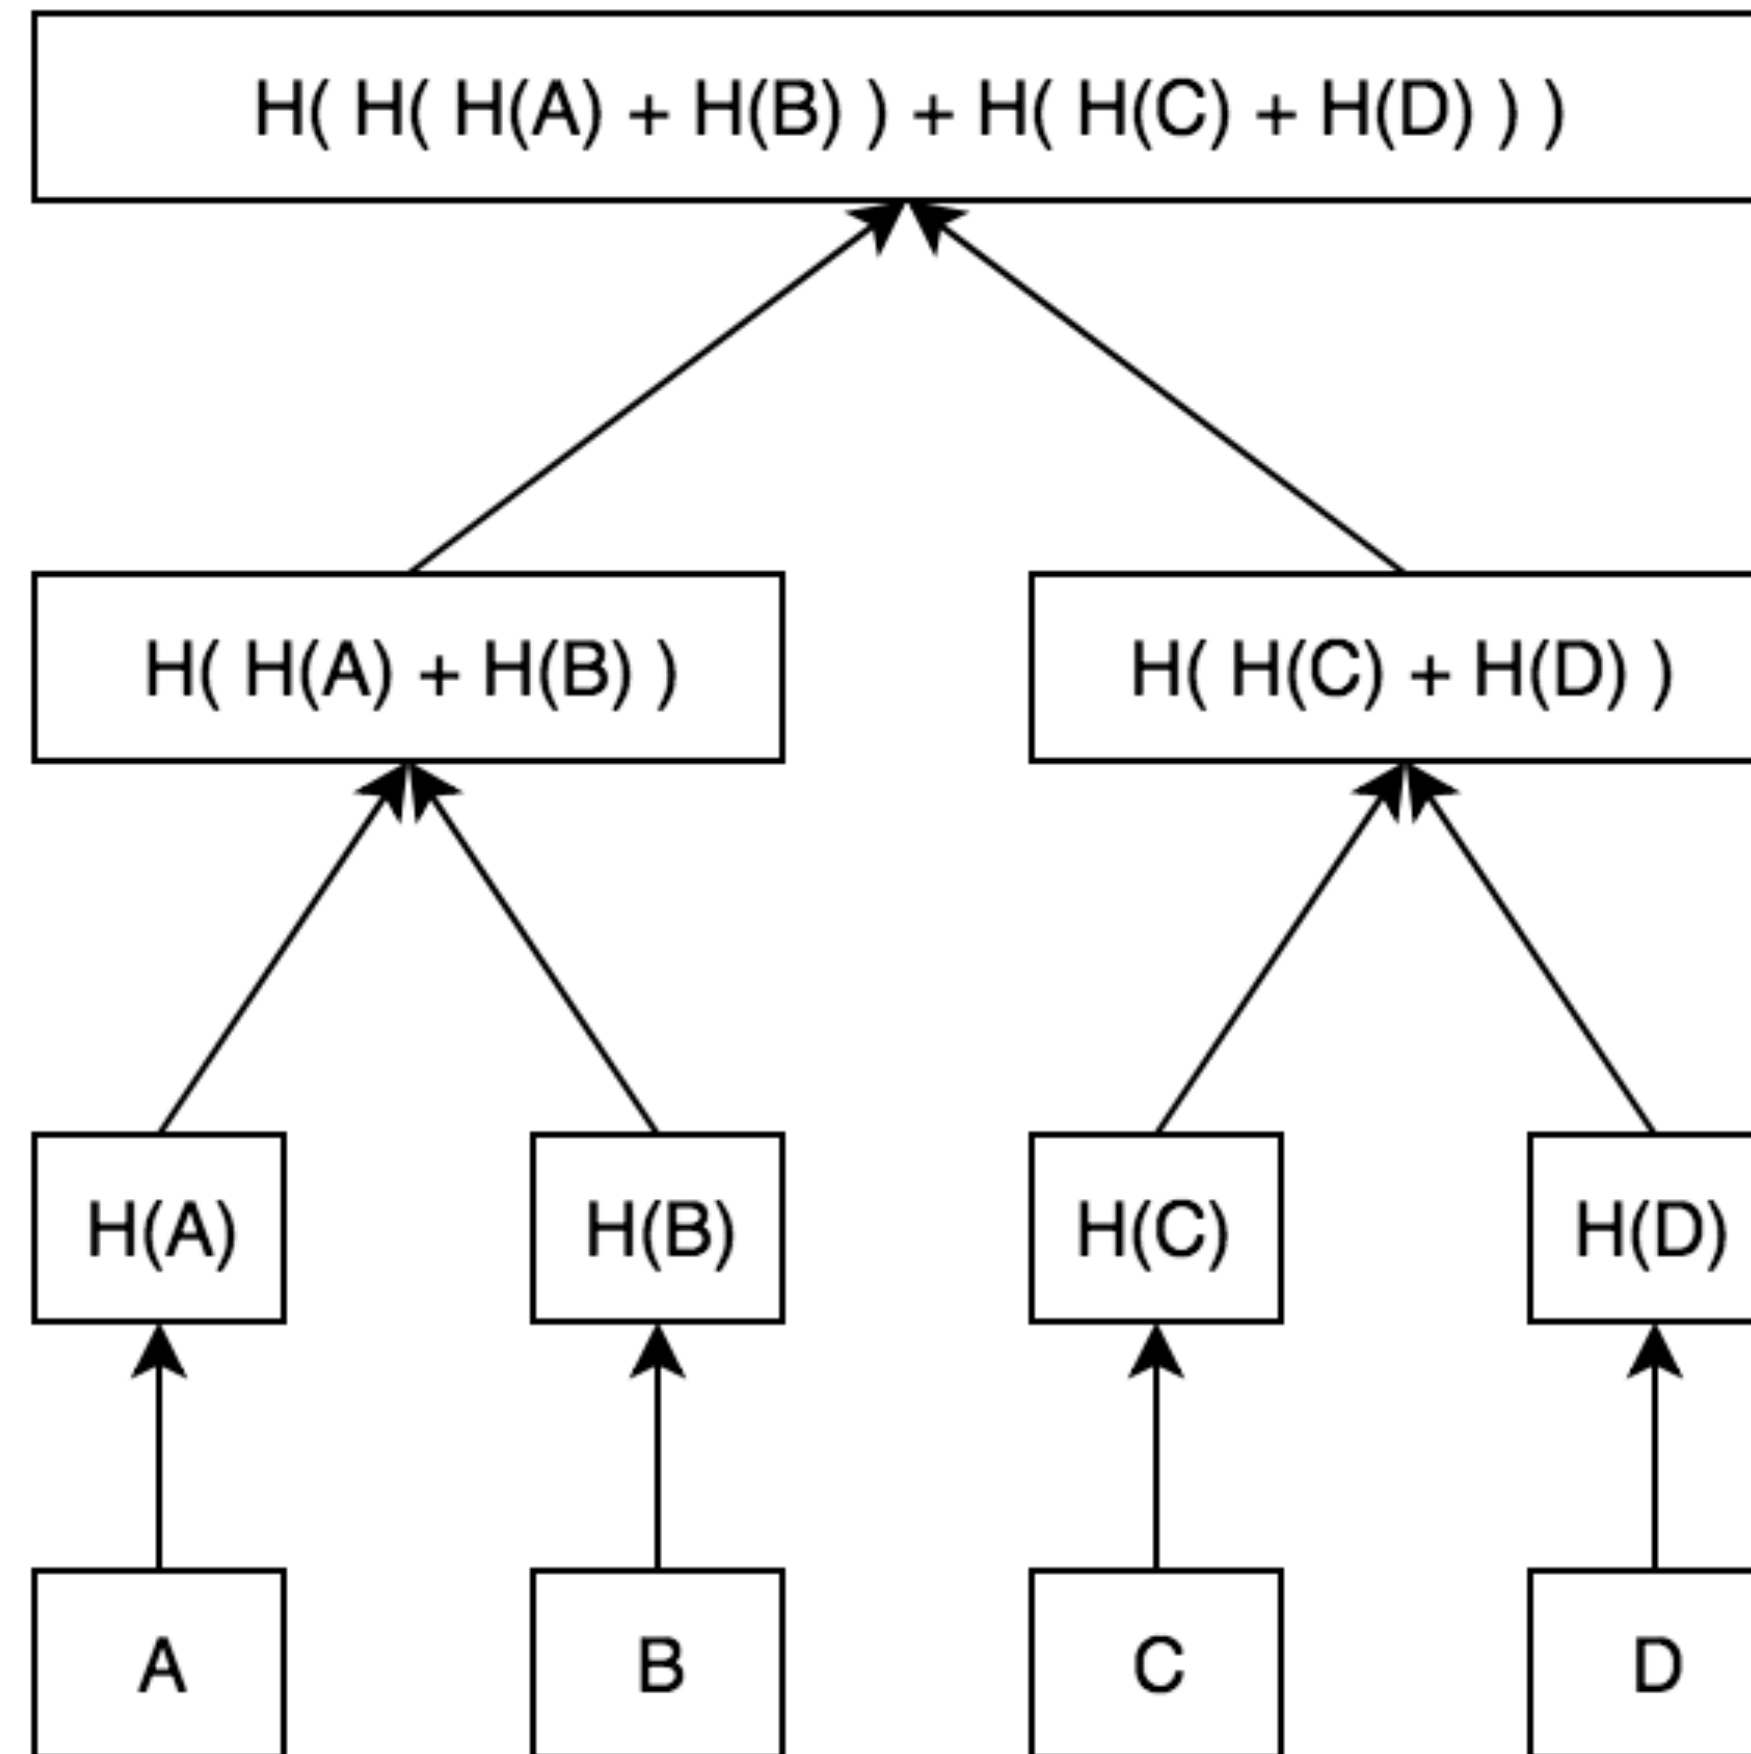 H( H( H(A) + H(B) ) + H( H(C) + H(D) ) )
H( H(A) + H(B) )
H( H(C) + H(D) )
H(A)
H(B)
H(C)
H(D)
A
B
C
D